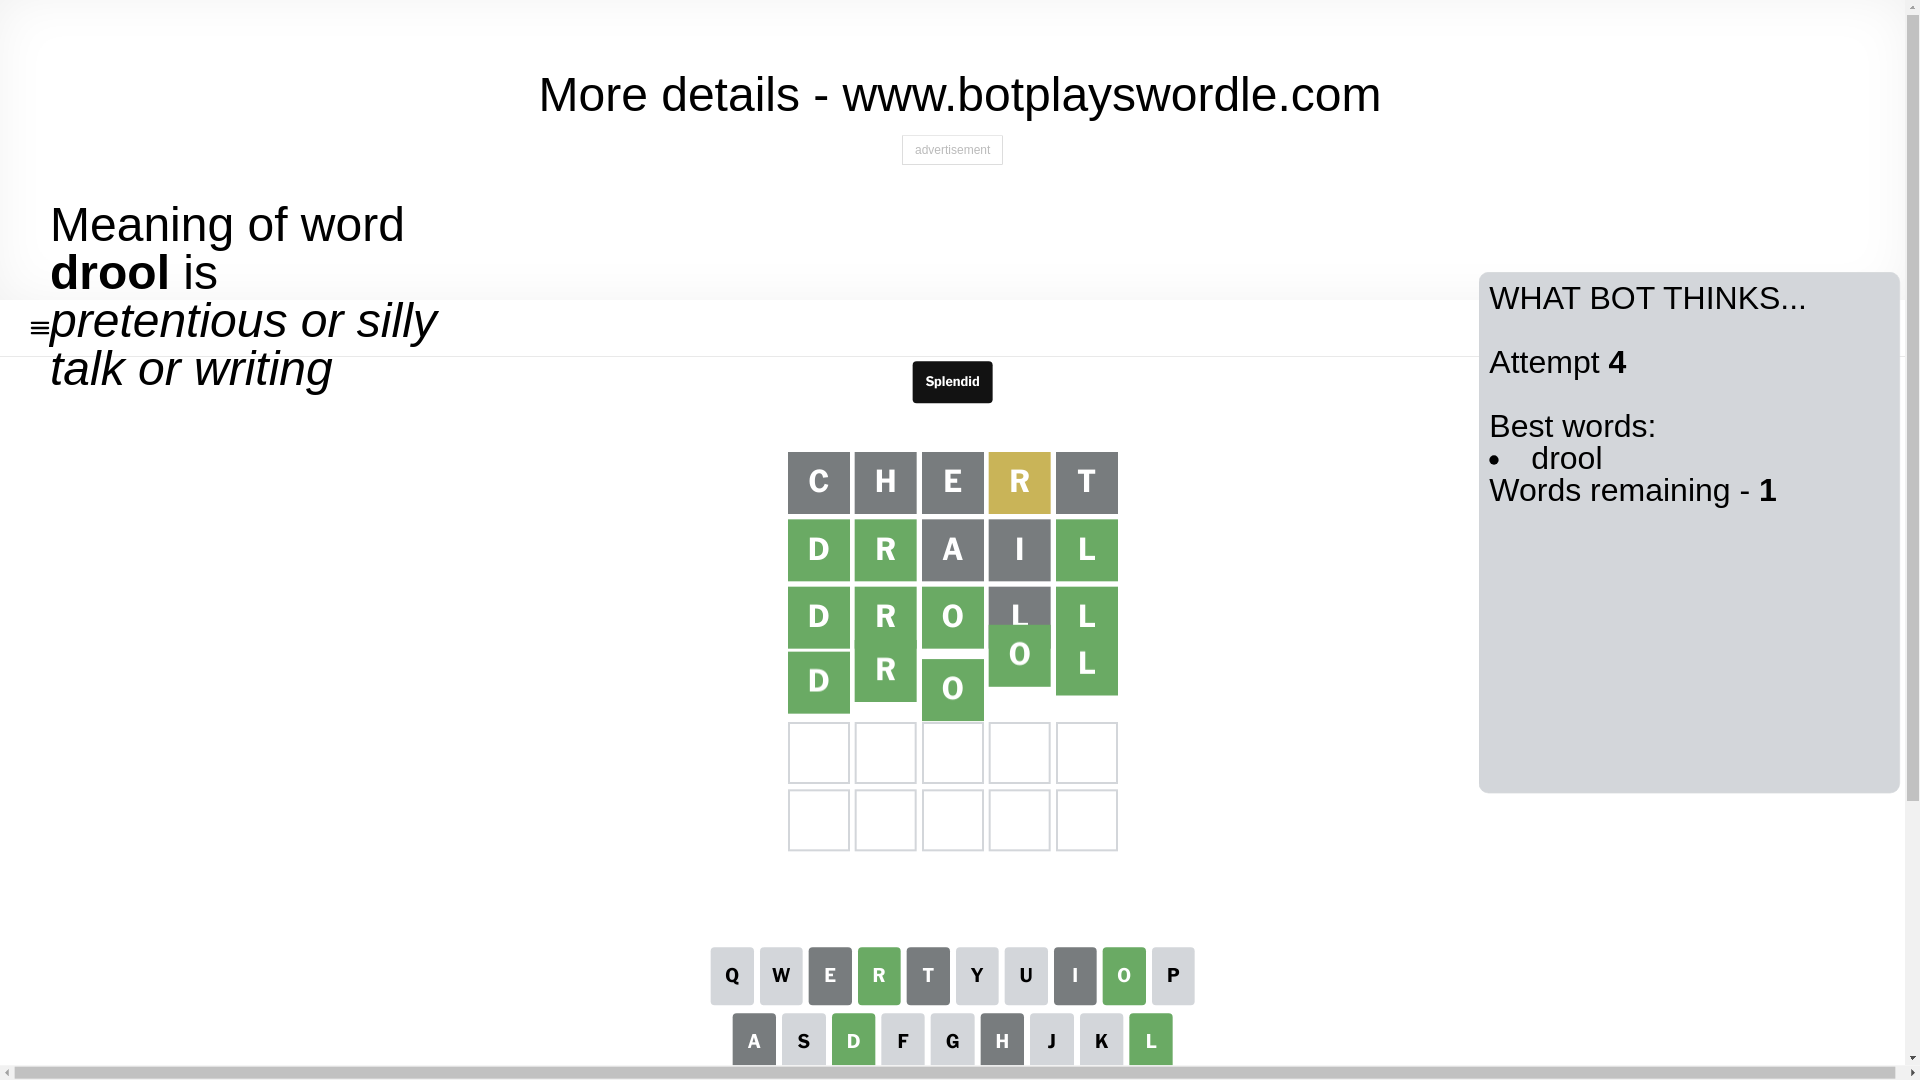 More details - www.botplayswordle.com
advertisement
Meaning of word
drool is
pretentious or silly
talk or writing
WHAT BOT THINKS...
Attempt 4
Best words:
• drool
Words remaining - 1
Splendid
C H E R T
D R A I L
D R O L L
D R O O L
Q W E R T Y U I O P
A S D F G H J K L